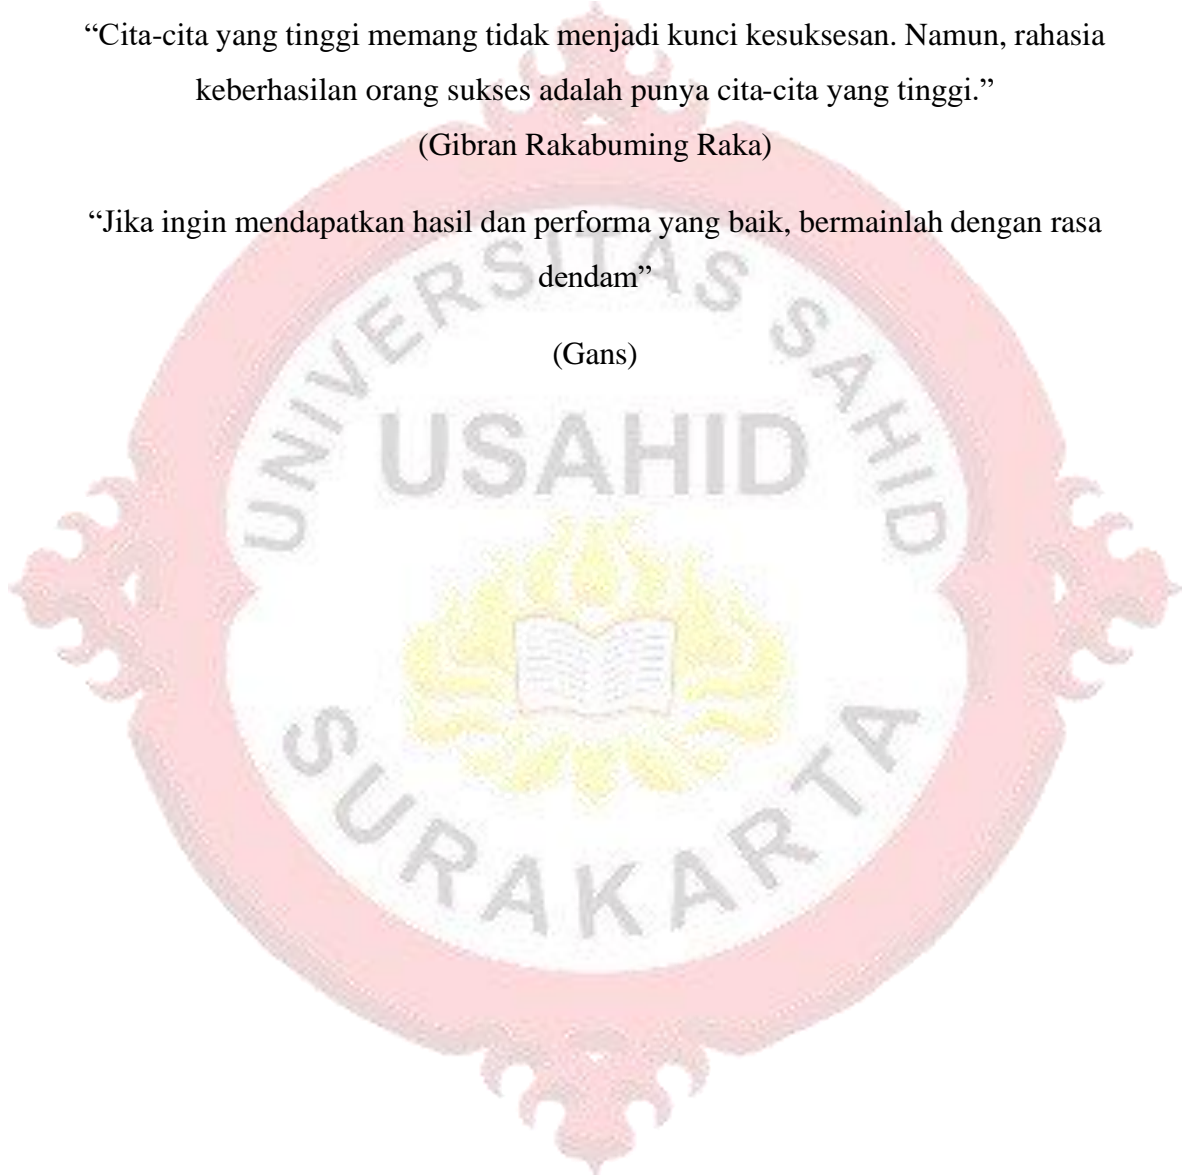 “Cita-cita yang tinggi memang tidak menjadi kunci kesuksesan. Namun, rahasia
keberhasilan orang sukses adalah punya cita-cita yang tinggi.”
(Gibran Rakabuming Raka)
“Jika ingin mendapatkan hasil dan performa yang baik, bermainlah dengan rasa
dendam”
(Gans)
UNIVERSITAS SAHID
USAHID
SURAKARTA